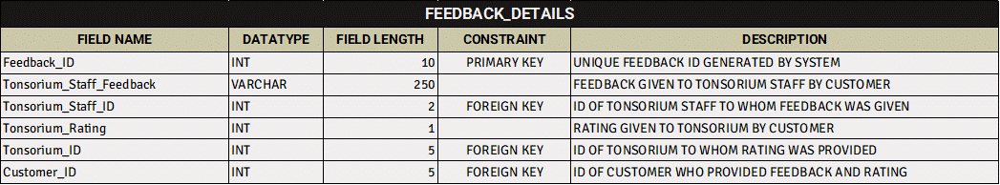 FEEDBACK_DETAILS
FIELD NAME DATATYPE FIELD LENGTH CONSTRAINT DESCRIPTION
Feedback_ID INT 10 PRIMARY KEY UNIQUE FEEDBACK ID GENERATED BY SYSTEM
Tonsorium_Staff_Feedback VARCHAR 250 FEEDBACK GIVEN TO TONSORIUM STAFF BY CUSTOMER
Tonsorium_Staff_ID INT 2 FOREIGN KEY ID OF TONSORIUM STAFF TO WHOM FEEDBACK WAS GIVEN
Tonsorium_Rating INT 1 RATING GIVEN TO TONSORIUM BY CUSTOMER
Tonsorium_ID INT 5 FOREIGN KEY ID OF TONSORIUM TO WHOM RATING WAS PROVIDED
Customer_ID INT 5 FOREIGN KEY ID OF CUSTOMER WHO PROVIDED FEEDBACK AND RATING